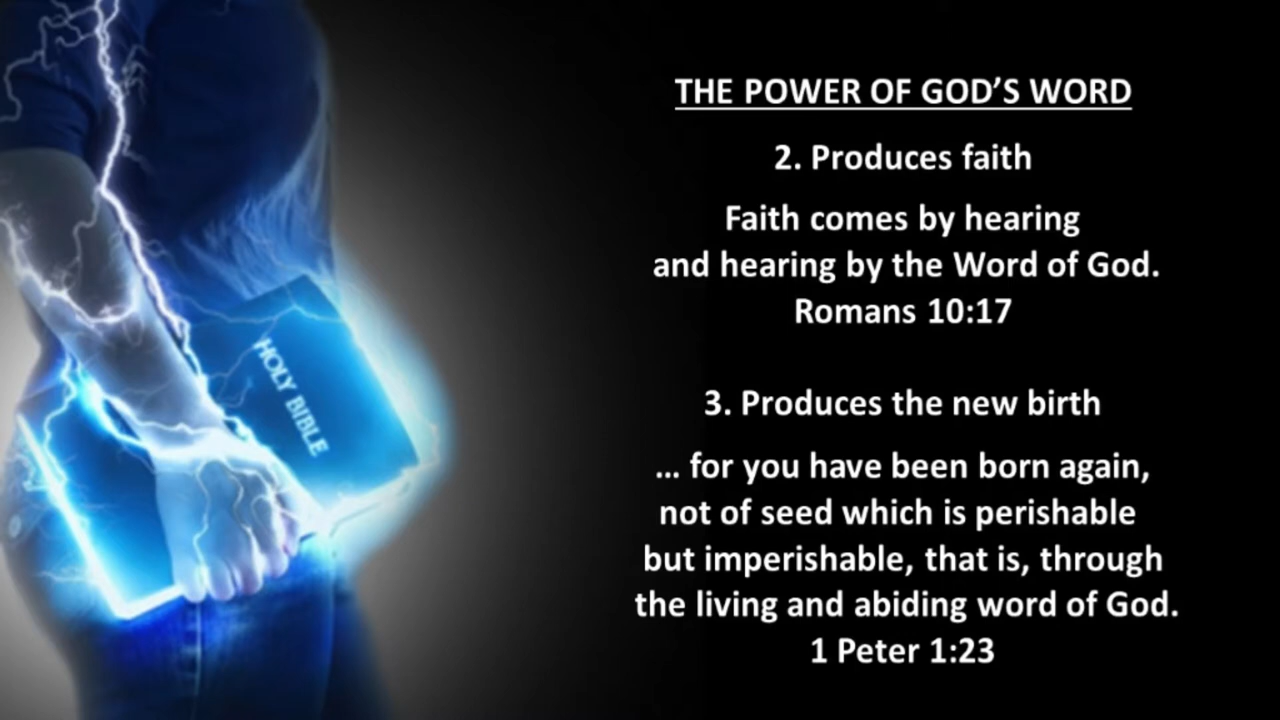 THE POWER OF GOD'S WORD
2. Produces faith
Faith comes by hearing
and hearing by the Word of God.
Romans 10:17
3. Produces the new birth
... for you have been born again,
not of seed which is perishable
but imperishable, that is, through
the living and abiding word of God.
1 Peter 1:23
HOLY BIBLE